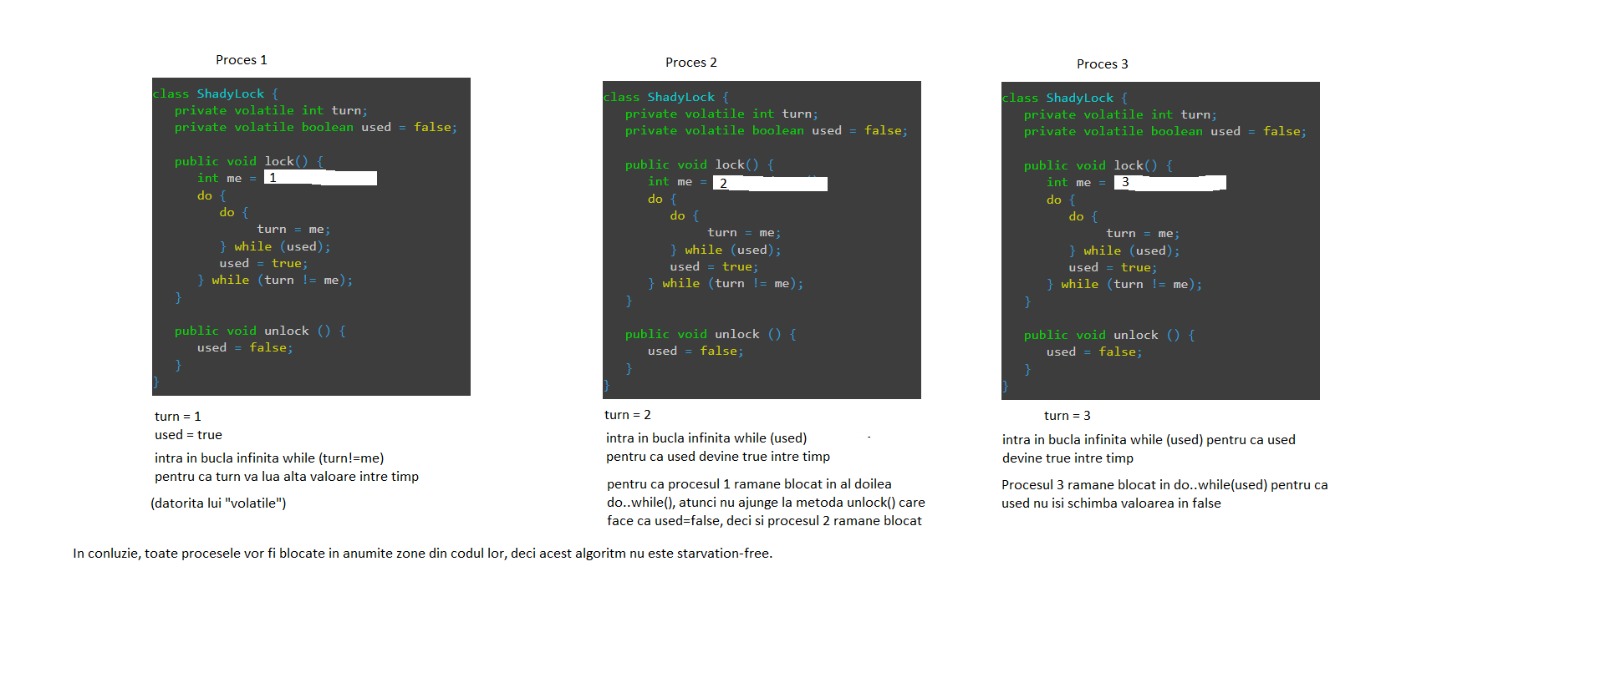 Proces 1
class ShadyLock {
private volatile int turn;
private volatile boolean used = false;
public void lock() {
int me = 1
do {
do {
turn = me;
} while (used);
used = true;
} while (turn != me);
}
public void unlock () {
used = false;
}
}
turn = 1
used = true
intra in bucla infinita while (turn!=me)
pentru ca turn va lua alta valoare intre timp
(datorita lui "volatile")
Proces 2
class ShadyLock {
private volatile int turn;
private volatile boolean used = false;
public void lock() {
int me = 2
do {
do {
turn = me;
} while (used);
used = true;
} while (turn != me);
}
public void unlock () {
used = false;
}
}
turn = 2
intra in bucla infinita while (used)
pentru ca used devine true intre timp
pentru ca procesul 1 ramane blocat in al doilea
do..while(), atunci nu ajunge la metoda unlock() care
face ca used=false, deci si procesul 2 ramane blocat
Proces 3
class ShadyLock {
private volatile int turn;
private volatile boolean used = false;
public void lock() {
int me = 3
do {
do {
turn = me;
} while (used);
used = true;
} while (turn != me);
}
public void unlock () {
used = false;
}
}
turn = 3
intra in bucla infinita while (used) pentru ca used
devine true intre timp
Procesul 3 ramane blocat in do..while(used) pentru ca
used nu isi schimba valoarea in false
In conluzie, toate procesele vor fi blocate in anumite zone din codul lor, deci acest algoritm nu este starvation-free.